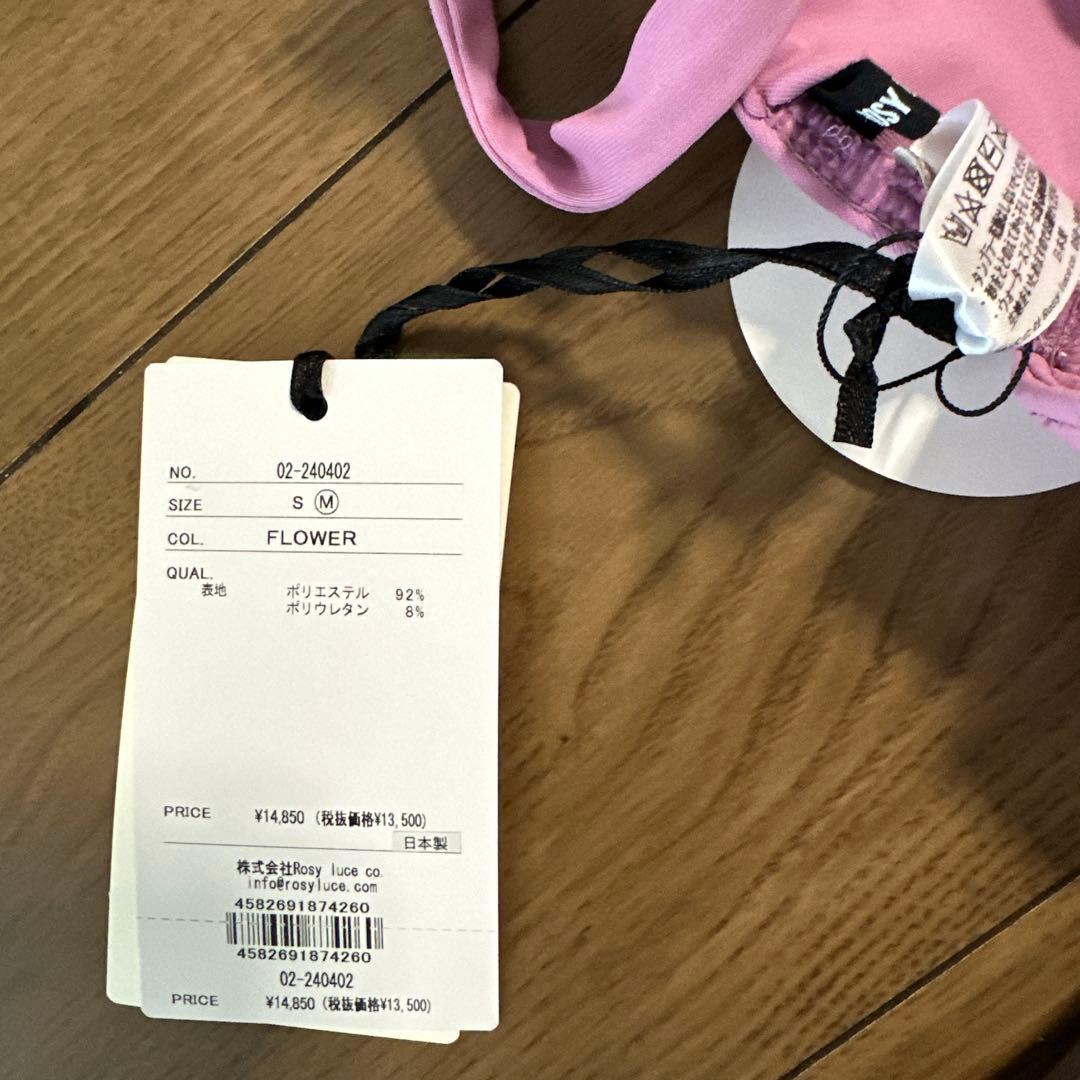 NO. 02-240402
SIZE S Ⓜ
COL. FLOWER
QUAL.
表地 ポリエステル 92%
ポリウレタン 8%
PRICE ¥14,850 (税抜価格¥13,500)
日本製
株式会社Rosy luce co.
info@rosyluce.com
4582691874260
4582691874260
02-240402
PRICE ¥14,850 (税抜価格¥13,500)